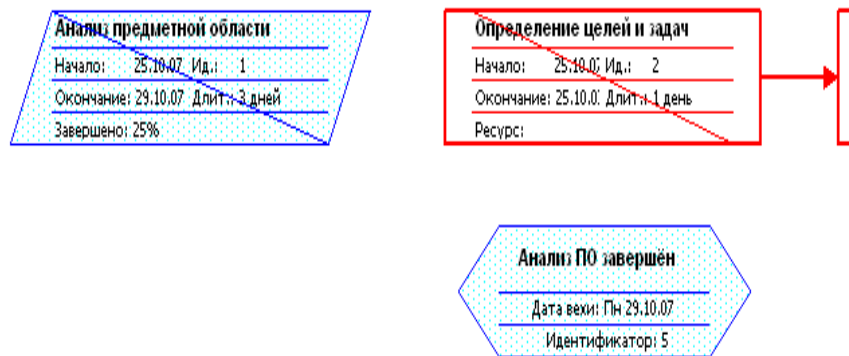 Анализ предметной области
Начало: 25.10.07 Ид.: 1
Окончание: 29.10.07 Длит.: 3 дней
Завершено: 25%
Определение целей и задач
Начало: 25.10.07 Ид.: 2
Окончание: 25.10.07 Длит.: 1 день
Ресурс:
Анализ ПО завершён
Дата вехи: Пн 29.10.07
Идентификатор: 5